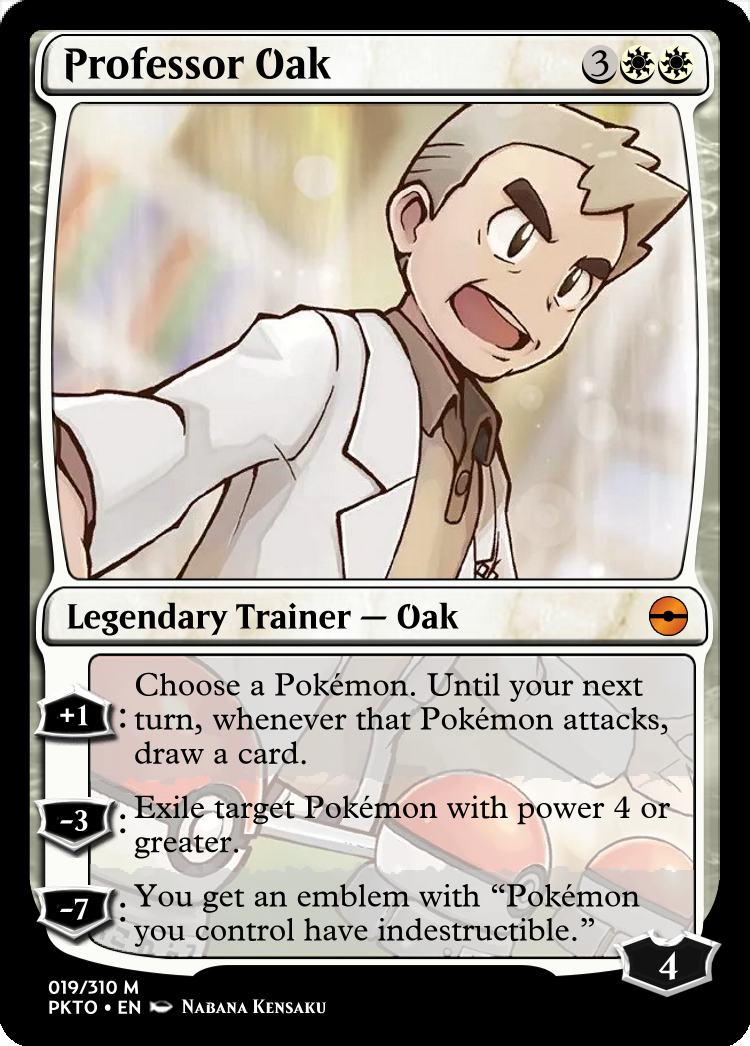 Professor Oak 3
Legendary Trainer — Oak
+1: Choose a Pokémon. Until your next
turn, whenever that Pokémon attacks,
draw a card.
−3: Exile target Pokémon with power 4 or
greater.
−7: You get an emblem with “Pokémon
you control have indestructible.”
4
019/310 M
PKTO • EN NABANA KENSAKU